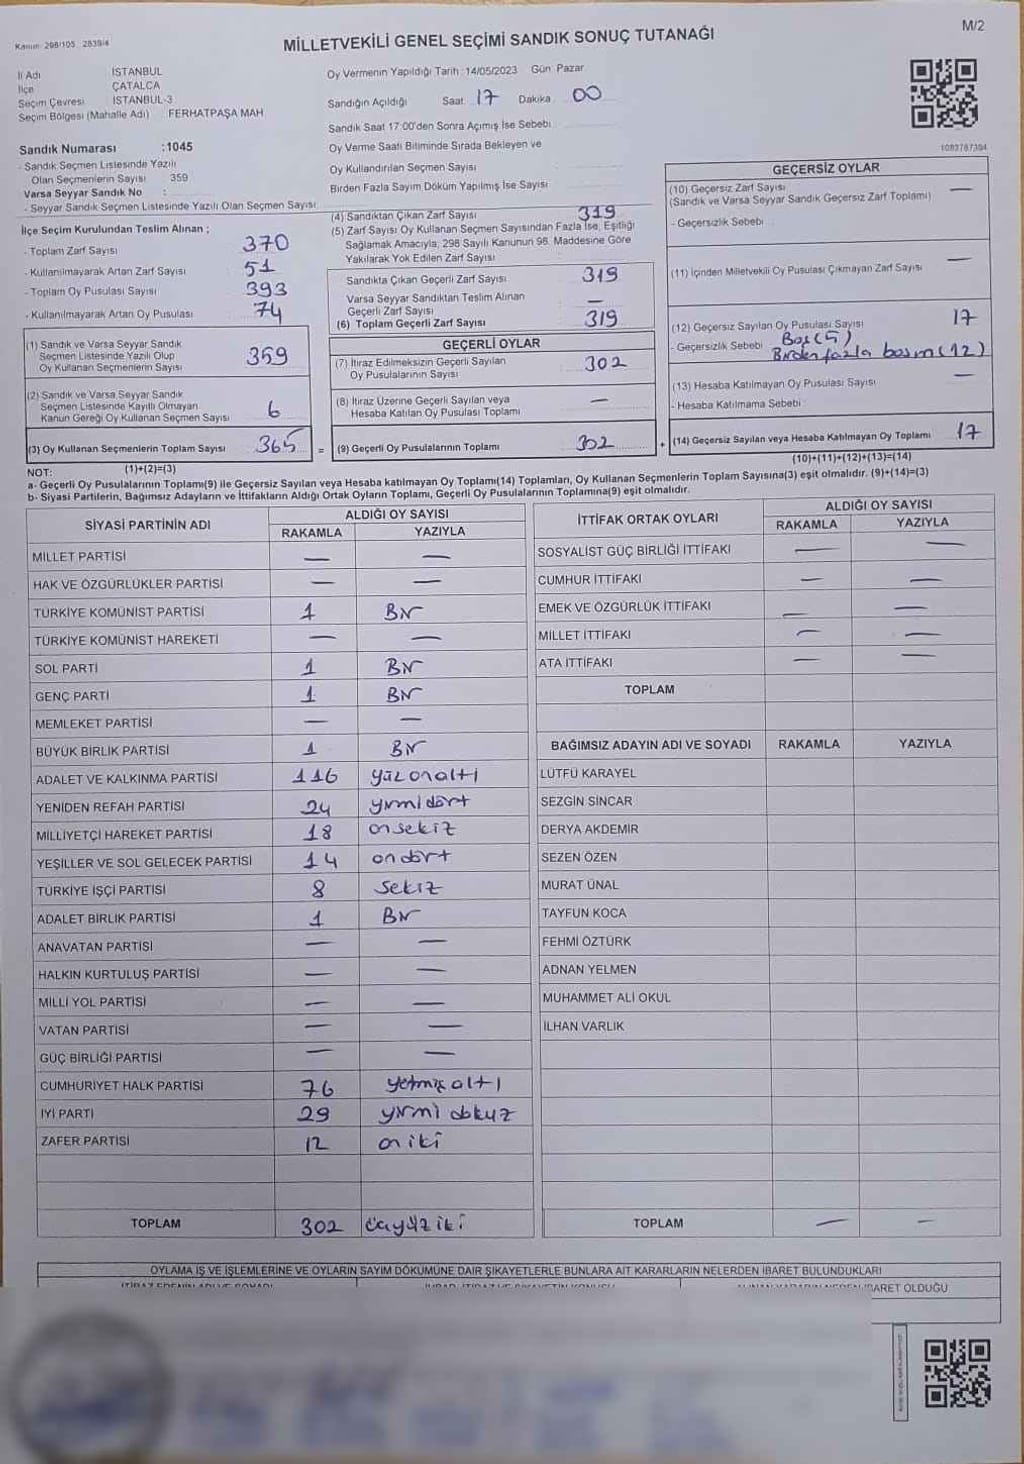 Kanun: 298/105 2839/4
MİLLETVEKİLİ GENEL SEÇİMİ SANDIK SONUÇ TUTANAĞI
M/2
İl Adı İSTANBUL
İlçe ÇATALCA
Seçim Çevresi İSTANBUL-3
Seçim Bölgesi (Mahalle Adı) FERHATPAŞA MAH
Sandık Numarası :1045
- Sandık Seçmen Listesinde Yazılı
Olan Seçmenlerin Sayısı 359
Varsa Seyyar Sandık No :
- Seyyar Sandık Seçmen Listesinde Yazılı Olan Seçmen Sayısı
Oy Vermenin Yapıldığı Tarih :14/05/2023 Gün Pazar
Sandığın Açıldığı Saat 17 Dakika 00
Sandık Saat 17:00'den Sonra Açımış İse Sebebi
Oy Verme Saati Bitiminde Sırada Bekleyen ve
Oy Kullandırılan Seçmen Sayısı
Birden Fazla Sayım Döküm Yapılmış İse Sayısı
1083787394
İlçe Seçim Kurulundan Teslim Alınan ;
- Toplam Zarf Sayısı 370
- Kullanılmayarak Artan Zarf Sayısı 51
- Toplam Oy Pusulası Sayısı 393
- Kullanılmayarak Artan Oy Pusulası 74
(1) Sandık ve Varsa Seyyar Sandık
Seçmen Listesinde Yazılı Olup
Oy Kullanan Seçmenlerin Sayısı 359
(2) Sandık ve Varsa Seyyar Sandık
Seçmen Listesinde Kayıtlı Olmayan
Kanun Gereği Oy Kullanan Seçmen Sayısı 6
(3) Oy Kullanan Seçmenlerin Toplam Sayısı 365 =
(1)+(2)=(3)
(4) Sandıktan Çıkan Zarf Sayısı 319
(5) Zarf Sayısı Oy Kullanan Seçmen Sayısından Fazla İse, Eşitliği
Sağlamak Amacıyla, 298 Sayılı Kanunun 98. Maddesine Göre
Yakılarak Yok Edilen Zarf Sayısı
Sandıkta Çıkan Geçerli Zarf Sayısı 319
Varsa Seyyar Sandıktan Teslim Alınan
Geçerli Zarf Sayısı —
(6) Toplam Geçerli Zarf Sayısı 319
GEÇERLİ OYLAR
(7) İtiraz Edilmeksizin Geçerli Sayılan
Oy Pusulalarının Sayısı 302
(8) İtiraz Üzerine Geçerli Sayılan veya
Hesaba Katılan Oy Pusulası Toplamı —
(9) Geçerli Oy Pusulalarının Toplamı 302 +
GEÇERSİZ OYLAR
(10) Geçersiz Zarf Sayısı —
(Sandık ve Varsa Seyyar Sandık Geçersiz Zarf Toplamı)
- Geçersizlik Sebebi
(11) İçinden Milletvekili Oy Pusulası Çıkmayan Zarf Sayısı —
(12) Geçersiz Sayılan Oy Pusulası Sayısı 17
- Geçersizlik Sebebi Boş(5)
Birden fazla basım(12)
(13) Hesaba Katılmayan Oy Pusulası Sayısı —
- Hesaba Katılmama Sebebi
(14) Geçersiz Sayılan veya Hesaba Katılmayan Oy Toplamı 17
(10)+(11)+(12)+(13)=(14)
NOT:
a- Geçerli Oy Pusulalarının Toplamı(9) ile Geçersiz Sayılan veya Hesaba katılmayan Oy Toplamı(14) Toplamları, Oy Kullanan Seçmenlerin Toplam Sayısına(3) eşit olmalıdır. (9)+(14)=(3)
b- Siyasi Partilerin, Bağımsız Adayların ve İttifakların Aldığı Ortak Oyların Toplamı, Geçerli Oy Pusulalarının Toplamına(9) eşit olmalıdır.
SİYASİ PARTİNİN ADI ALDIĞI OY SAYISI
RAKAMLA YAZIYLA
MİLLET PARTİSİ — —
HAK VE ÖZGÜRLÜKLER PARTİSİ — —
TÜRKİYE KOMÜNİST PARTİSİ 1 Bir
TÜRKİYE KOMÜNİST HAREKETİ — —
SOL PARTİ 1 Bir
GENÇ PARTİ 1 Bir
MEMLEKET PARTİSİ — —
BÜYÜK BİRLİK PARTİSİ 1 Bir
ADALET VE KALKINMA PARTİSİ 116 yüzonaltı
YENİDEN REFAH PARTİSİ 24 yirmidört
MİLLİYETÇİ HAREKET PARTİSİ 18 onsekiz
YEŞİLLER VE SOL GELECEK PARTİSİ 14 ondört
TÜRKİYE İŞÇİ PARTİSİ 8 sekiz
ADALET BİRLİK PARTİSİ 1 Bir
ANAVATAN PARTİSİ — —
HALKIN KURTULUŞ PARTİSİ — —
MİLLİ YOL PARTİSİ — —
VATAN PARTİSİ — —
GÜÇ BİRLİĞİ PARTİSİ — —
CUMHURİYET HALK PARTİSİ 76 yetmişaltı
İYİ PARTİ 29 yirmi dokuz
ZAFER PARTİSİ 12 oniki
TOPLAM 302 üçyüziki
İTTİFAK ORTAK OYLARI ALDIĞI OY SAYISI
RAKAMLA YAZIYLA
SOSYALİST GÜÇ BİRLİĞİ İTTİFAKI — —
CUMHUR İTTİFAKI — —
EMEK VE ÖZGÜRLÜK İTTİFAKI — —
MİLLET İTTİFAKI — —
ATA İTTİFAKI — —
TOPLAM
BAĞIMSIZ ADAYIN ADI VE SOYADI RAKAMLA YAZIYLA
LÜTFÜ KARAYEL
SEZGİN SİNCAR
DERYA AKDEMİR
SEZEN ÖZEN
MURAT ÜNAL
TAYFUN KOCA
FEHMİ ÖZTÜRK
ADNAN YELMEN
MUHAMMET ALİ OKUL
İLHAN VARLIK
TOPLAM — —
OYLAMA İŞ VE İŞLEMLERİNE VE OYLARIN SAYIM DÖKÜMÜNE DAİR ŞİKAYETLERLE BUNLARA AİT KARARLARIN NELERDEN İBARET BULUNDUKLARI
İBARET OLDUĞU